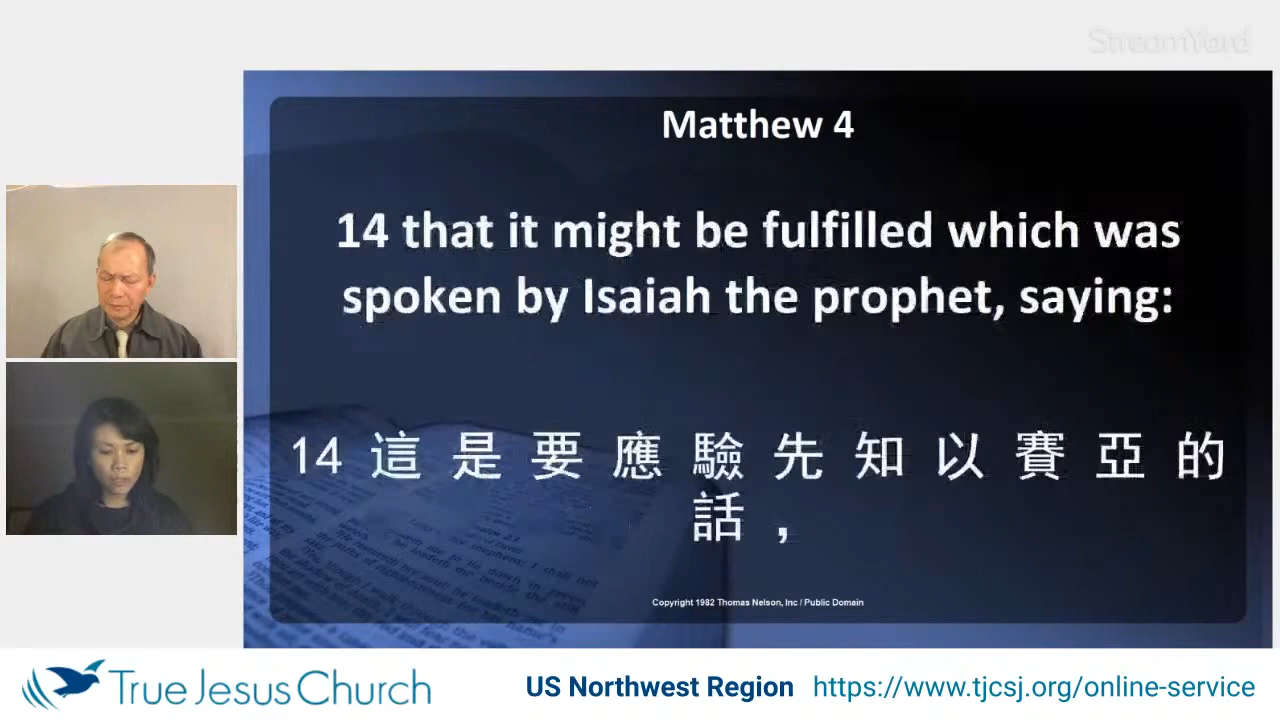 StreamYard
Matthew 4
14 that it might be fulfilled which was
spoken by Isaiah the prophet, saying:
14 這 是 要 應 驗 先 知 以 賽 亞 的
話 ，
Copyright 1982 Thomas Nelson, Inc / Public Domain
True Jesus Church
US Northwest Region https://www.tjcsj.org/online-service